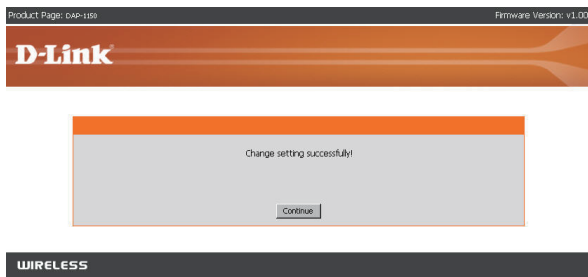 Product Page: DAP-1150
Firmware Version: v1.00
D-Link
Change setting successfully!
Continue
WIRELESS